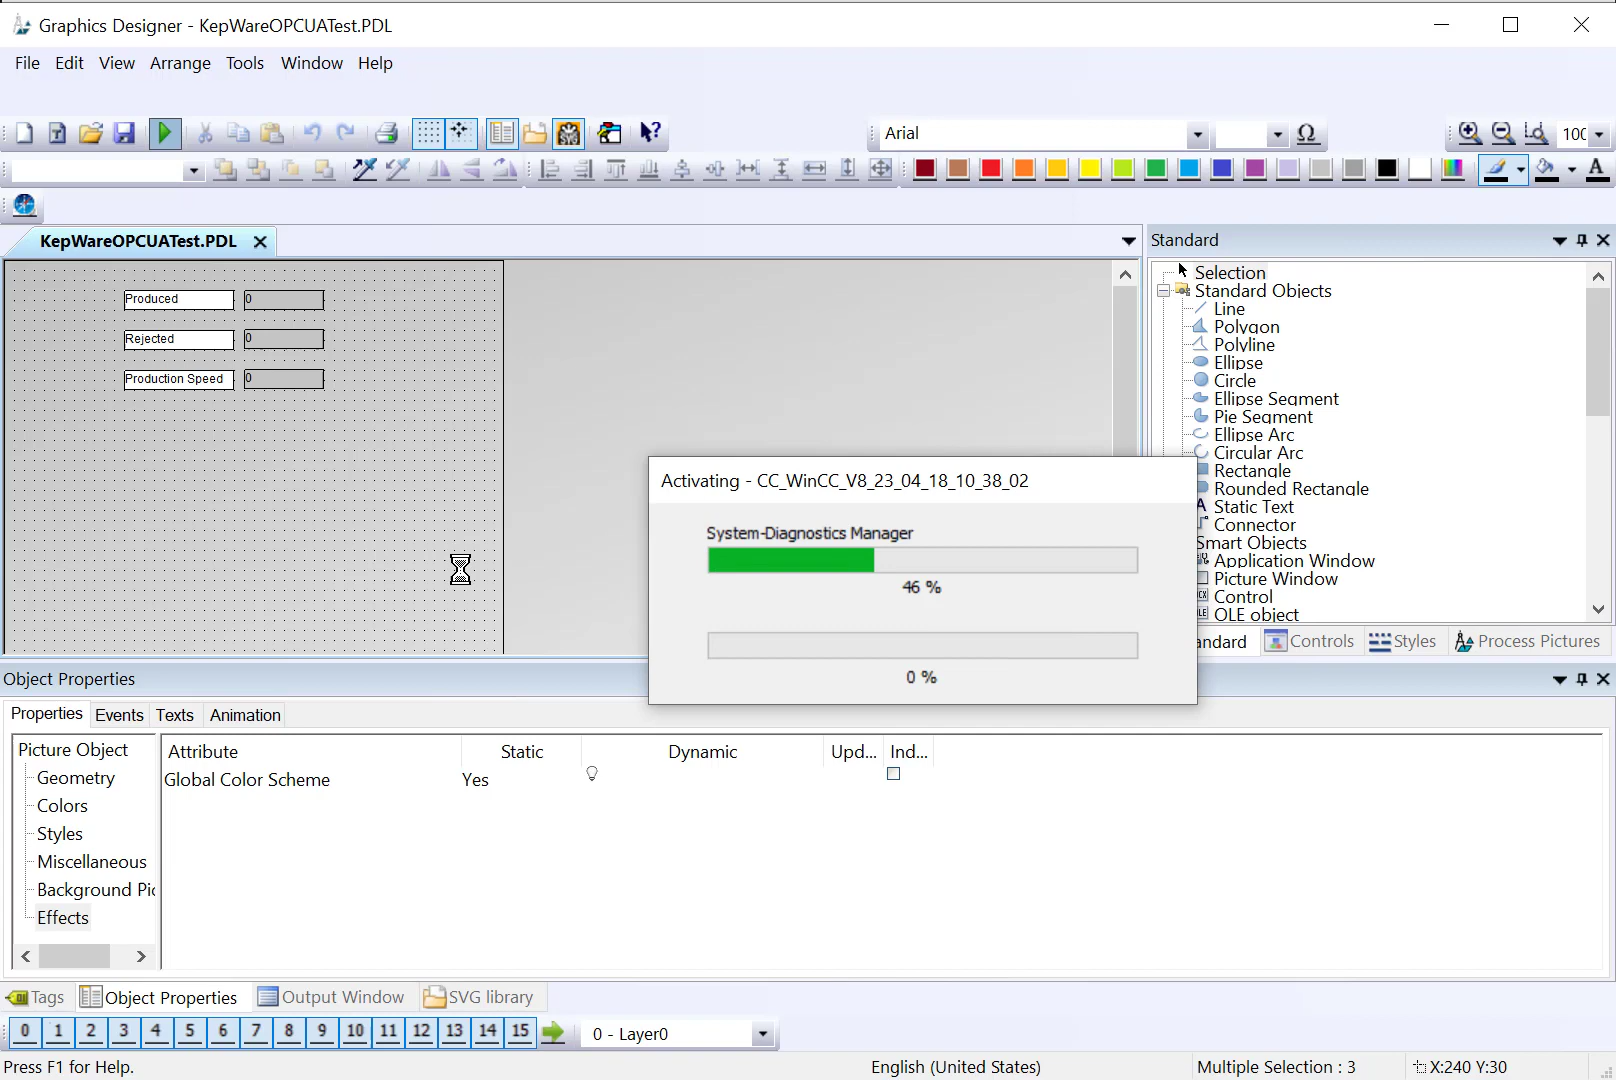 Graphics Designer - KepWareOPCUATest.PDL
File Edit View Arrange Tools Window Help
Arial
Ω
100
A
KepWareOPCUATest.PDL
Standard
Produced 0
Rejected 0
Production Speed 0
Selection
Standard Objects
Line
Polygon
Polyline
Ellipse
Circle
Ellipse Segment
Pie Segment
Ellipse Arc
Circular Arc
Rectangle
Rounded Rectangle
A Static Text
Connector
Smart Objects
Application Window
Picture Window
Control
OLE object
andard Controls Styles Process Pictures
Activating - CC_WinCC_V8_23_04_18_10_38_02
System-Diagnostics Manager
46 %
0 %
Object Properties
Properties Events Texts Animation
Picture Object
Geometry
Colors
Styles
Miscellaneous
Background Pic
Effects
Attribute Static Dynamic Upd... Ind...
Global Color Scheme Yes
Tags Object Properties Output Window SVG library
0 1 2 3 4 5 6 7 8 9 10 11 12 13 14 15 0 - Layer0
Press F1 for Help. English (United States) Multiple Selection : 3 X:240 Y:30